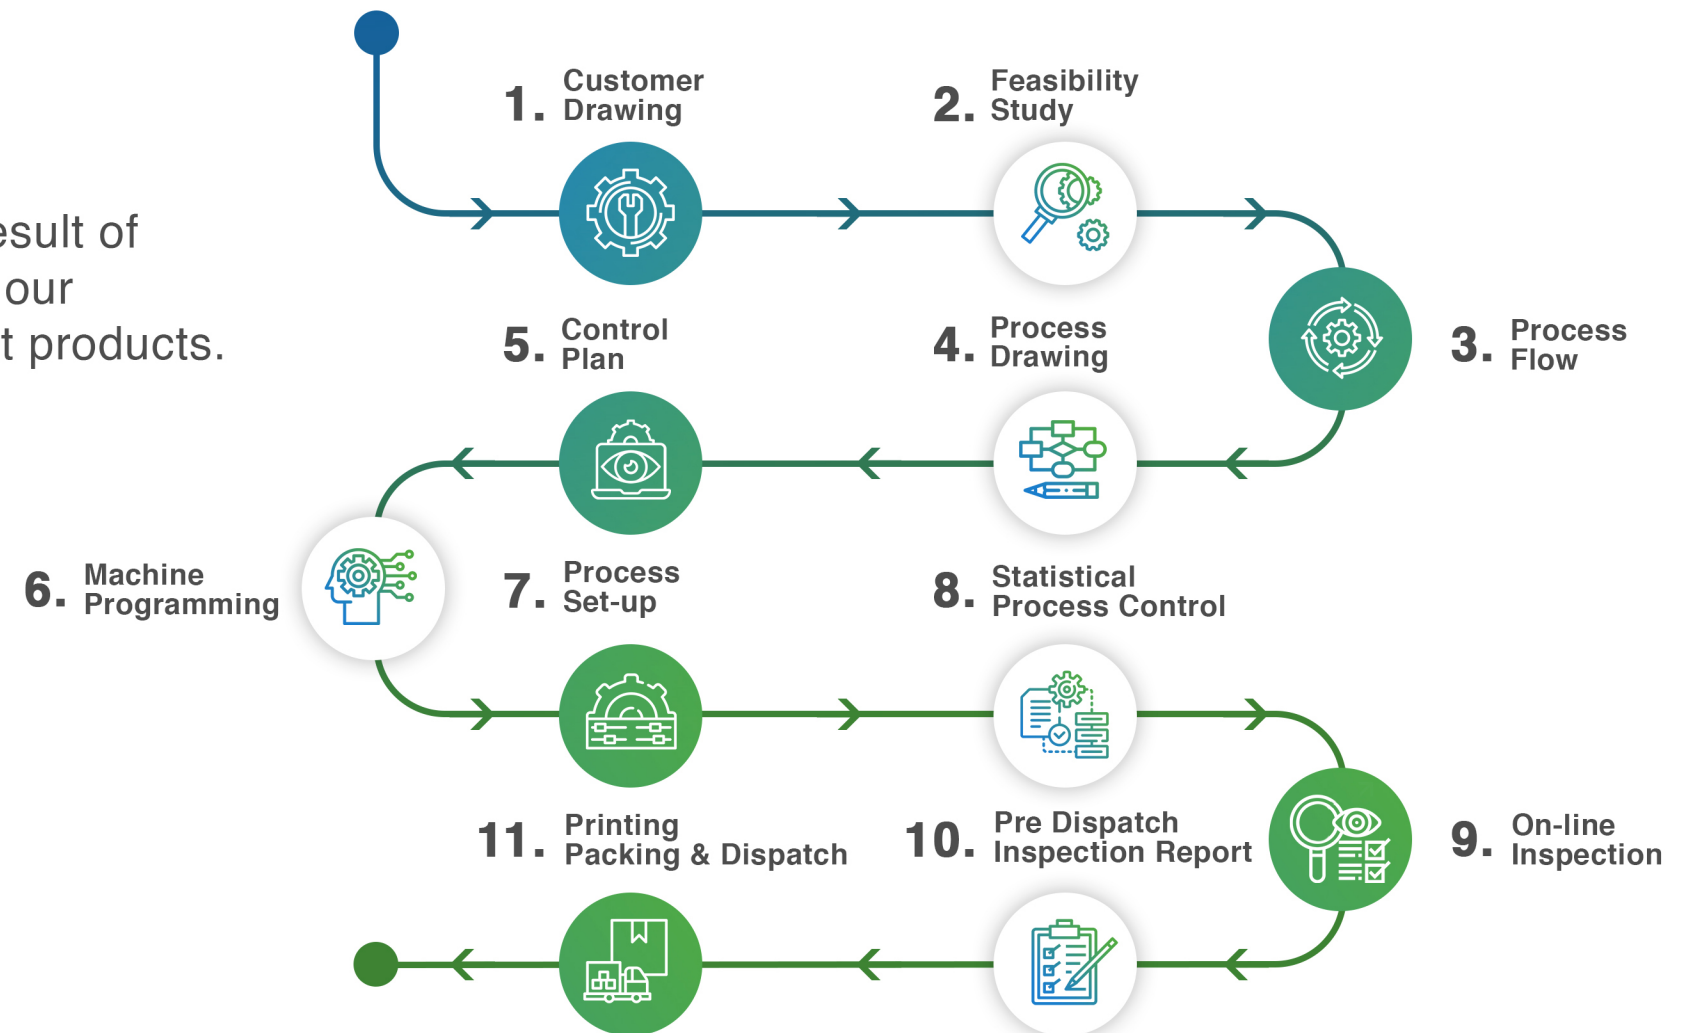 1. Customer
Drawing
2. Feasibility
Study
sult of
our
t products.
3. Process
Flow
4. Process
Drawing
5. Control
Plan
6. Machine
Programming
7. Process
Set-up
8. Statistical
Process Control
9. On-line
Inspection
10. Pre Dispatch
Inspection Report
11. Printing
Packing & Dispatch